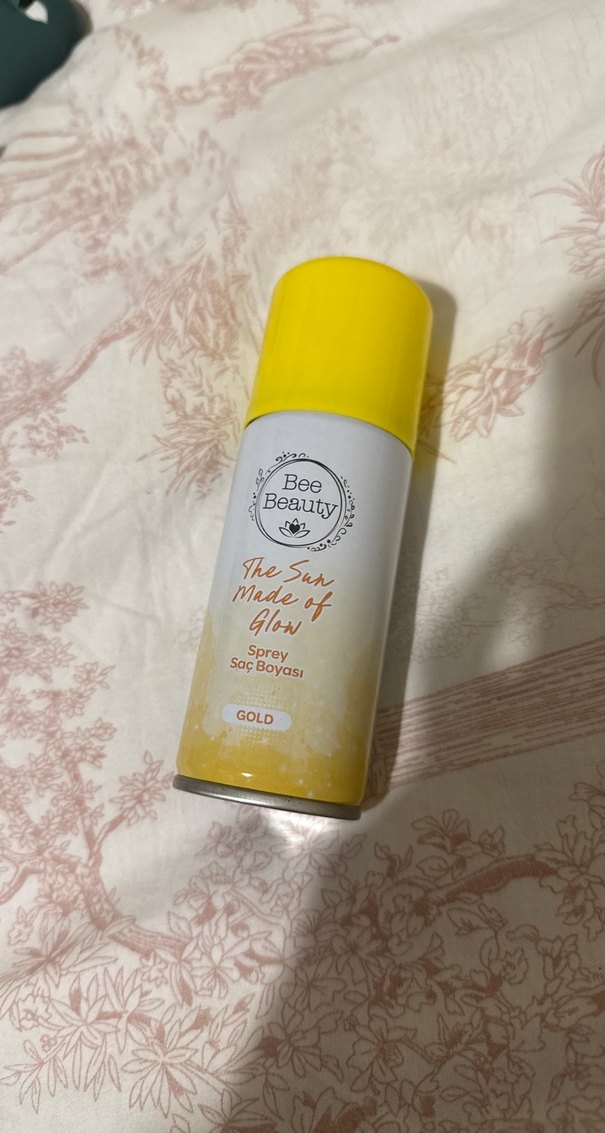 Bee
Beauty
The Sun
Made of
Glow
Sprey
Saç Boyası
GOLD